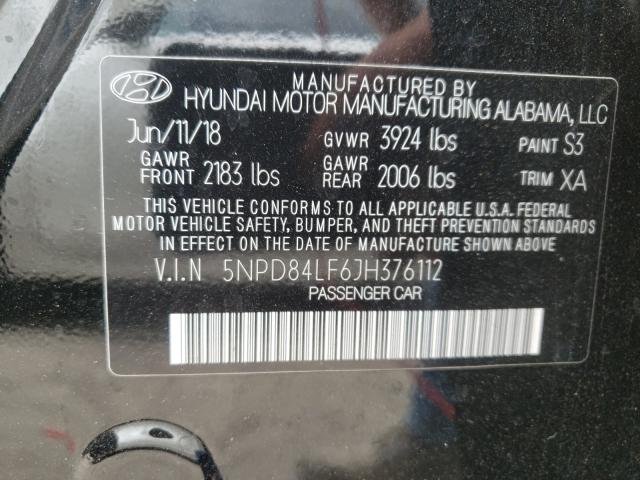 MANUFACTURED BY
HYUNDAI MOTOR MANUFACTURING ALABAMA, LLC
Jun/11/18 GVWR 3924 lbs PAINT S3
GAWR FRONT 2183 lbs GAWR REAR 2006 lbs TRIM XA
THIS VEHICLE CONFORMS TO ALL APPLICABLE U.S.A. FEDERAL
MOTOR VEHICLE SAFETY, BUMPER, AND THEFT PREVENTION STANDARDS
IN EFFECT ON THE DATE OF MANUFACTURE SHOWN ABOVE
V.I.N 5NPD84LF6JH376112
PASSENGER CAR